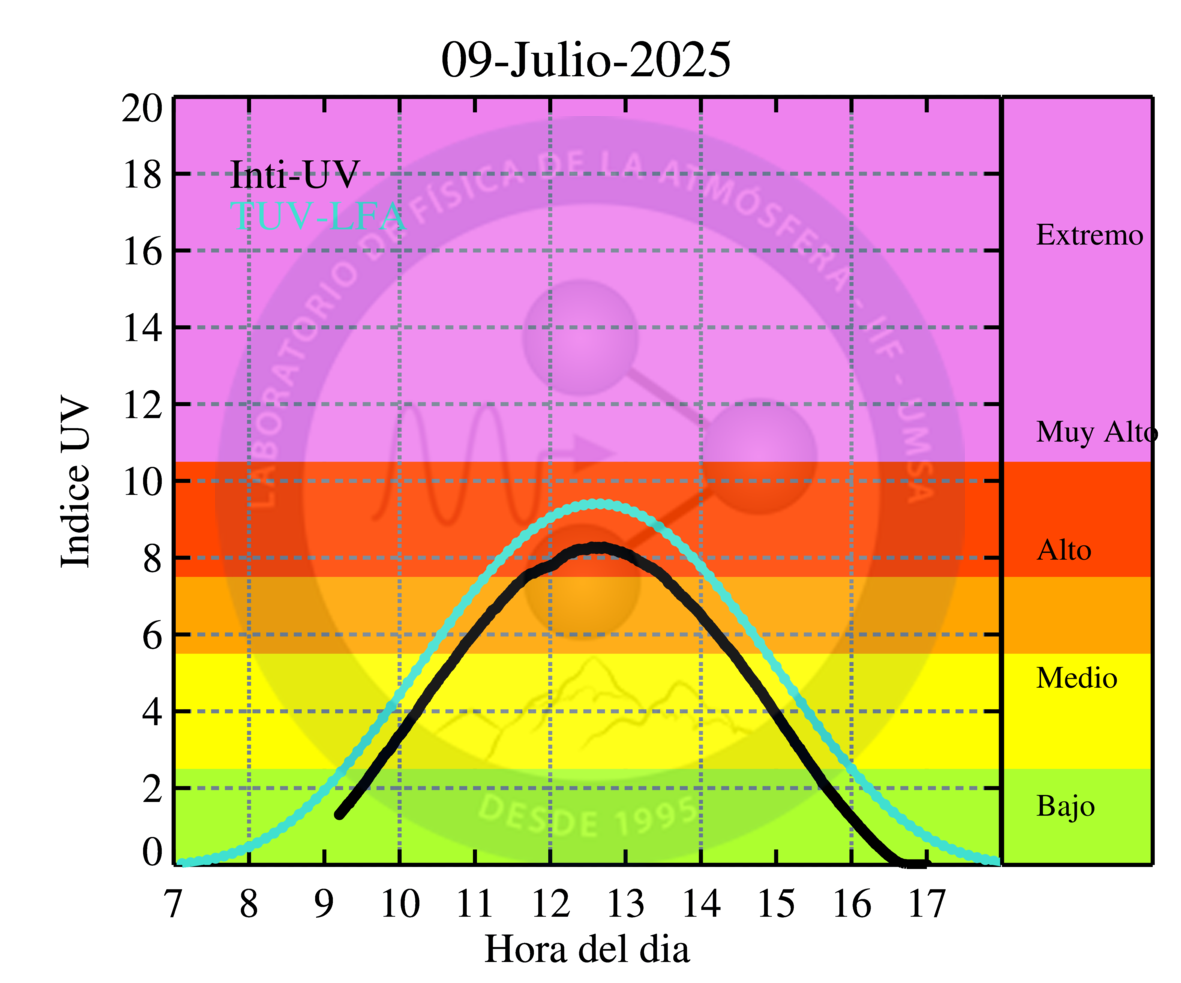 09-Julio-2025
20
18
16
14
12
10
8
6
4
2
0
Indice UV
Inti-UV
TUV-LFA
LABORATORIO DE FÍSICA DE LA ATMÓSFERA - IIF - UMSA
DESDE 1995
Extremo
Muy Alto
Alto
Medio
Bajo
7 8 9 10 11 12 13 14 15 16 17
Hora del dia